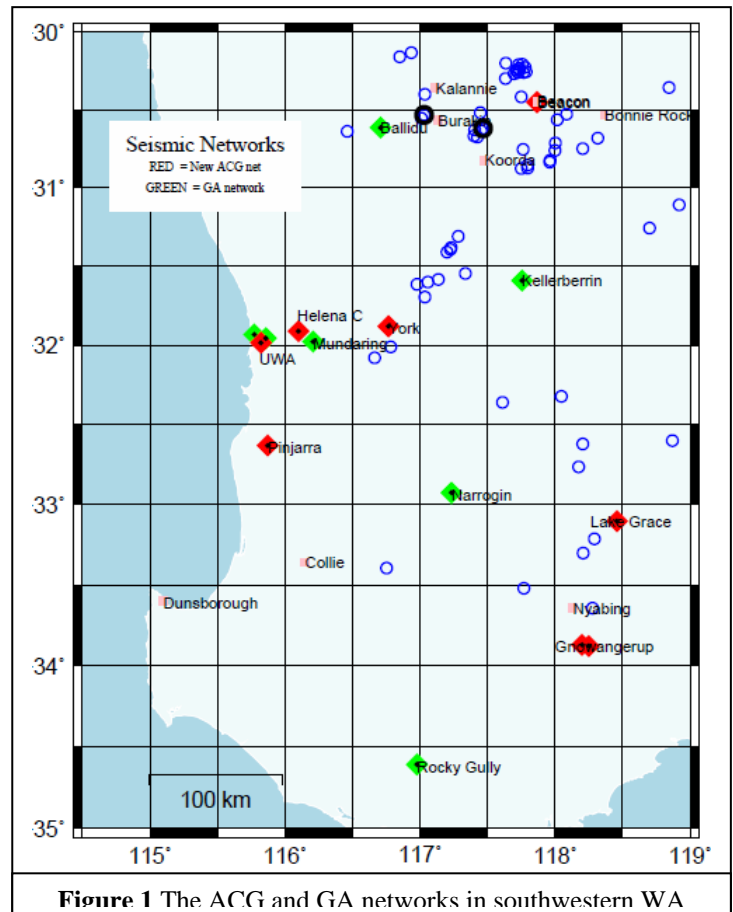 -30°
Kalannie
Beacon
Bonnie Rock
Ballidu
Burak
Seismic Networks
RED = New ACG net
GREEN = GA network
Koorda
-31°
Kellerberrin
Helena C
York
-32°
Mundaring
UWA
Pinjarra
-33°
Narrogin
Lake Grace
Collie
Dunsborough
Nyabing
-34°
Gnowangerup
Rocky Gully
100 km
-35°
115° 116° 117° 118° 119°
Figure 1 The ACG and GA networks in southwestern WA